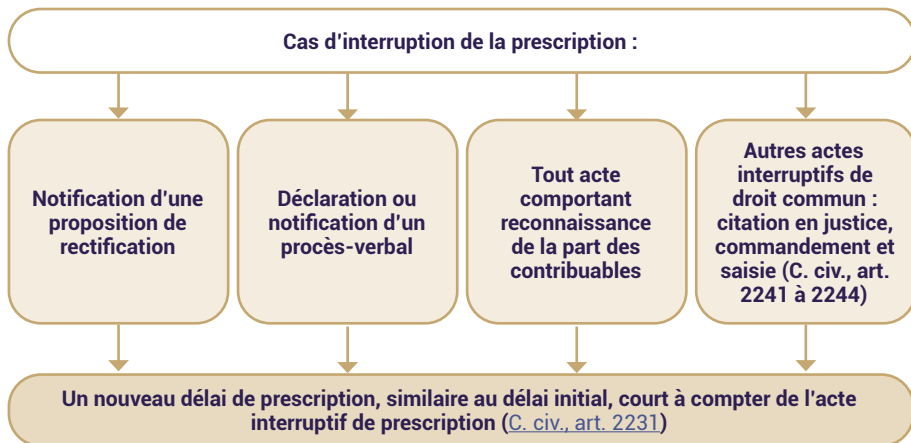 Cas d’interruption de la prescription :
Notification d’une
proposition de
rectification
Déclaration ou
notification d’un
procès-verbal
Tout acte
comportant
reconnaissance
de la part des
contribuables
Autres actes
interruptifs de
droit commun :
citation en justice,
commandement et
saisie (C. civ., art.
2241 à 2244)
Un nouveau délai de prescription, similaire au délai initial, court à compter de l’acte
interruptif de prescription (C. civ., art. 2231)